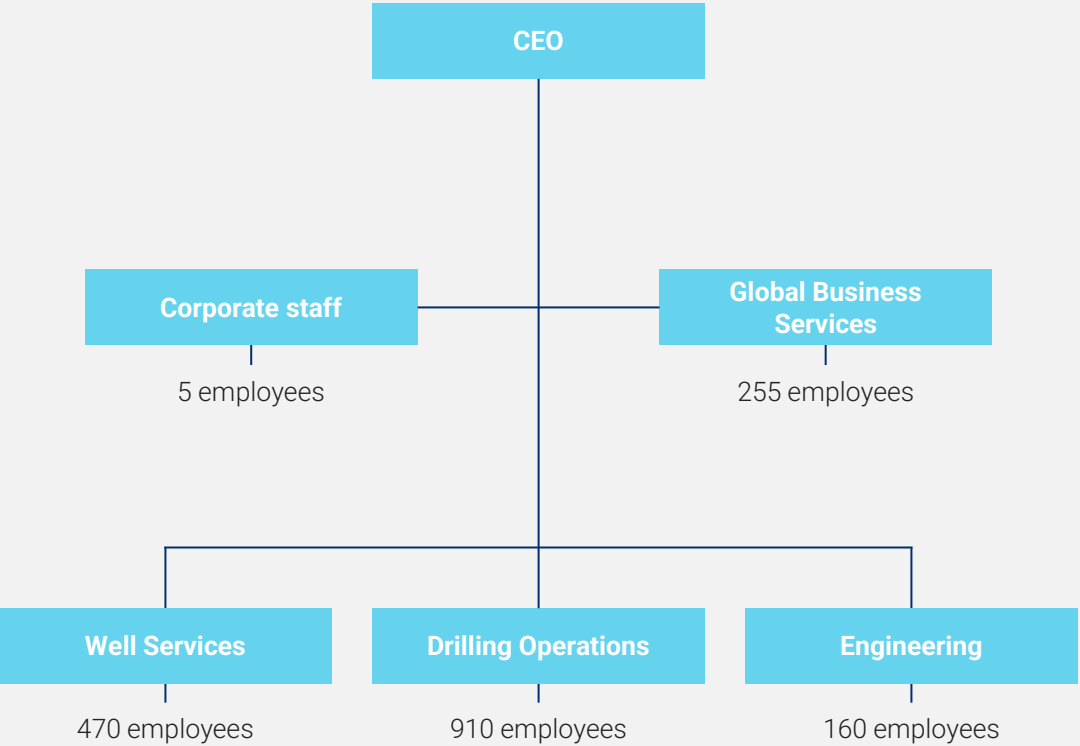 CEO
Corporate staff
Global Business
Services
5 employees
255 employees
Well Services
Drilling Operations
Engineering
470 employees
910 employees
160 employees